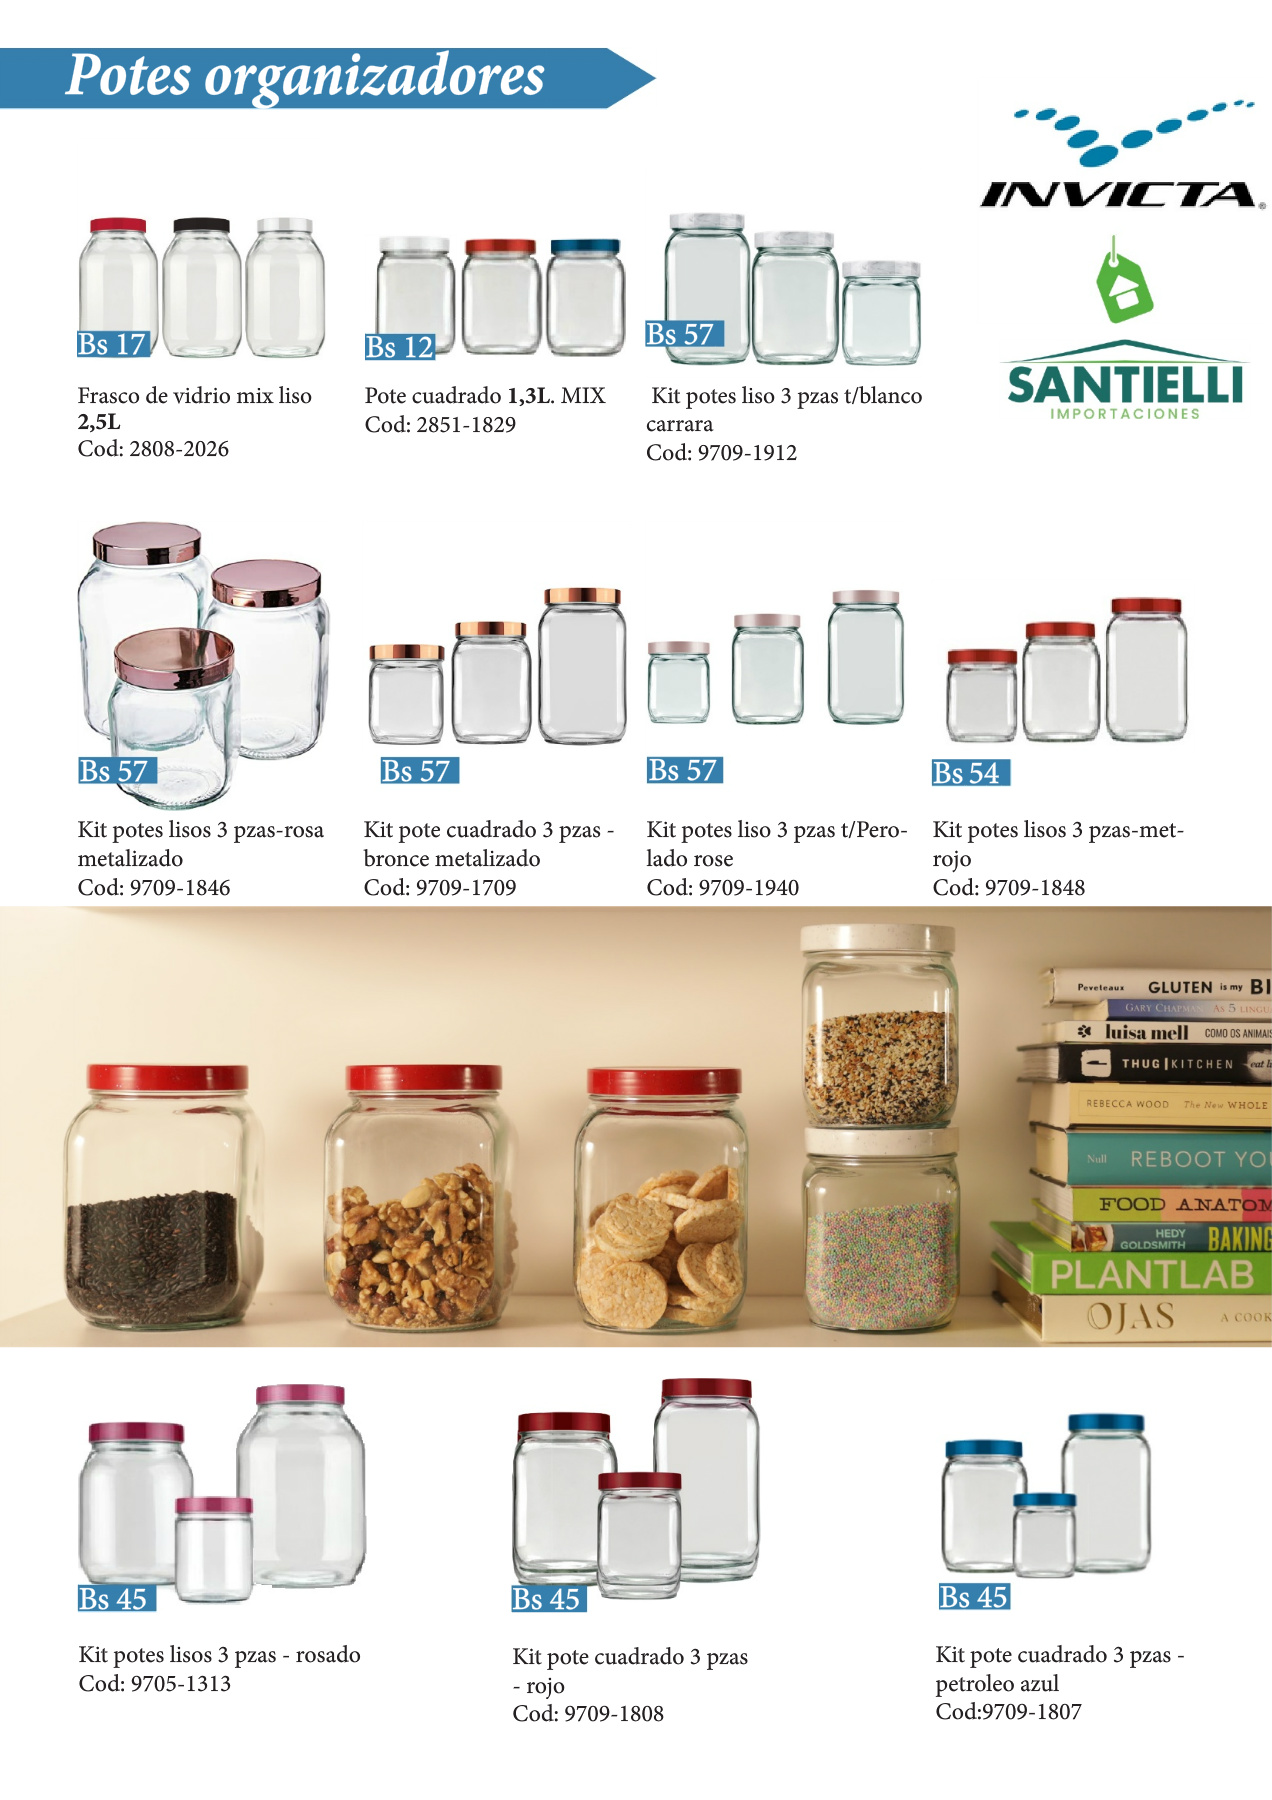 Potes organizadores
INVICTA®
SANTIELLI
IMPORTACIONES
Bs 17
Frasco de vidrio mix liso
2,5L
Cod: 2808-2026
Bs 12
Pote cuadrado 1,3L. MIX
Cod: 2851-1829
Bs 57
Kit potes liso 3 pzas t/blanco
carrara
Cod: 9709-1912
Bs 57
Kit potes lisos 3 pzas-rosa
metalizado
Cod: 9709-1846
Bs 57
Kit pote cuadrado 3 pzas -
bronce metalizado
Cod: 9709-1709
Bs 57
Kit potes liso 3 pzas t/Pero-
lado rose
Cod: 9709-1940
Bs 54
Kit potes lisos 3 pzas-met-
rojo
Cod: 9709-1848
Peveteaux GLUTEN is my BI
GARY CHAPMAN AS 5 LINGU
luisa mell COMO OS ANIMAIS
THUG KITCHEN eat li
REBECCA WOOD The New WHOLE
Null REBOOT YOU
FOOD ANATOM
HEDY
GOLDSMITH BAKING
PLANTLAB
OJAS A COOK
Bs 45
Kit potes lisos 3 pzas - rosado
Cod: 9705-1313
Bs 45
Kit pote cuadrado 3 pzas
- rojo
Cod: 9709-1808
Bs 45
Kit pote cuadrado 3 pzas -
petroleo azul
Cod:9709-1807